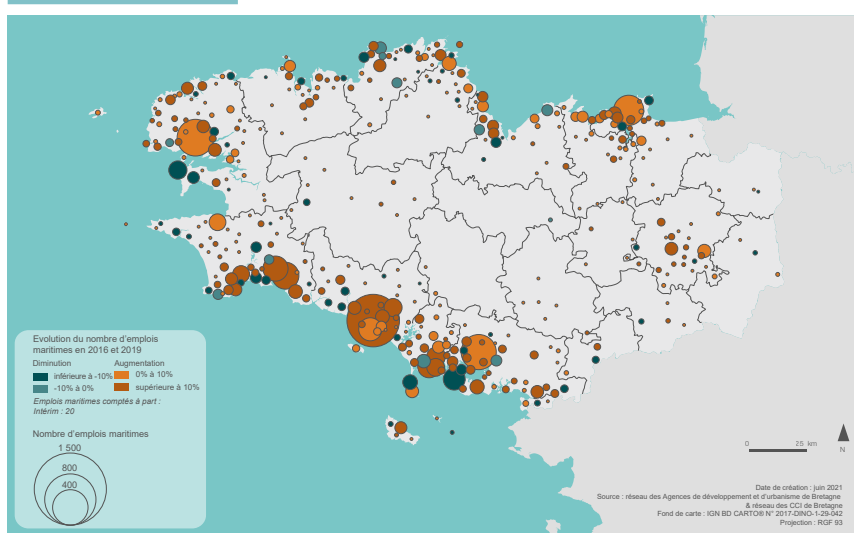 Evolution du nombre d'emplois
maritimes en 2016 et 2019
Diminution
Augmentation
inférieure à -10%
0% à 10%
-10% à 0%
supérieure à 10%
Emplois maritimes comptés à part :
Intérim : 20
Nombre d'emplois maritimes
1 500
800
400
0 25 km
N
Date de création : juin 2021
Source : réseau des Agences de développement et d'urbanisme de Bretagne
& réseau des CCI de Bretagne
Fond de carte : IGN BD CARTO® N° 2017-DINO-1-29-042
Projection : RGF 93